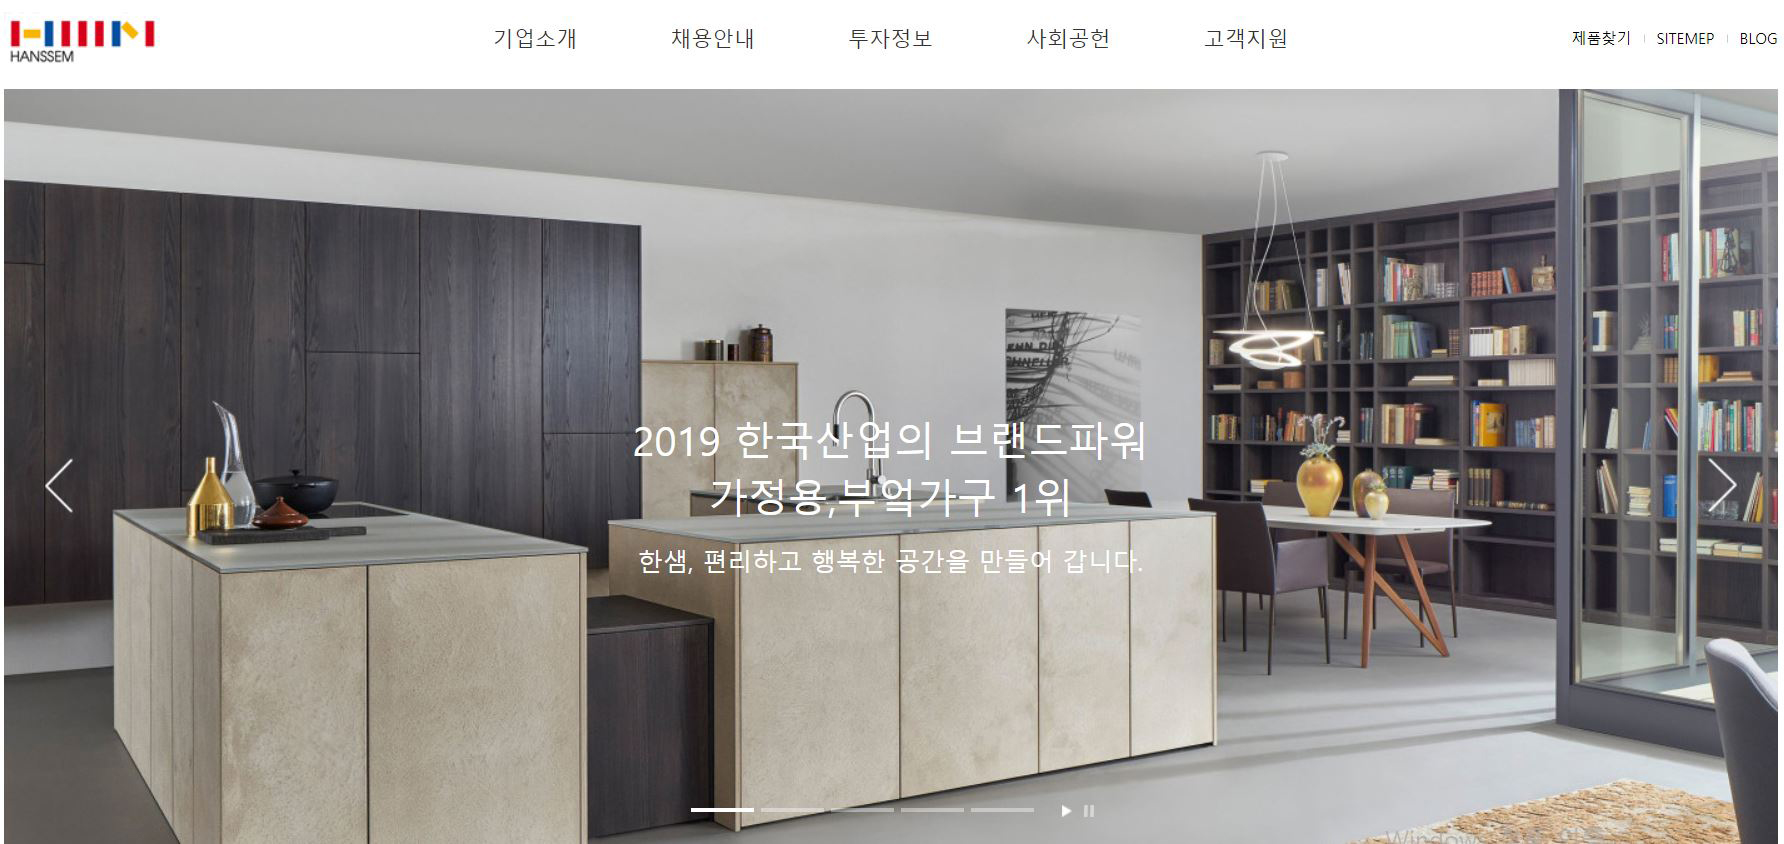 HANSSEM
기업소개
채용안내
투자정보
사회공헌
고객지원
제품찾기
SITEMEP
BLOG
2019 한국산업의 브랜드파워
가정용,부엌가구 1위
한샘, 편리하고 행복한 공간을 만들어 갑니다.
Windows